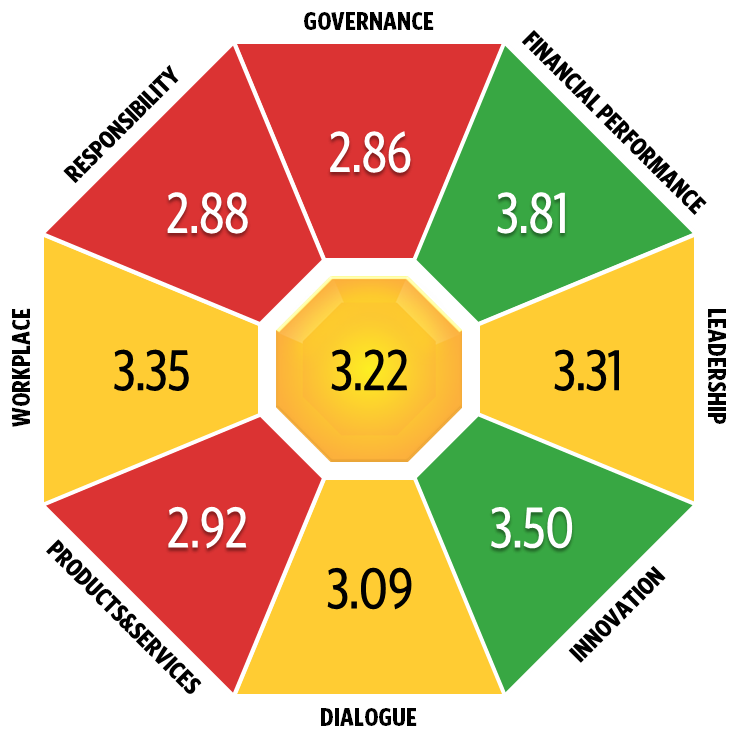 GOVERNANCE
2.86
FINANCIAL PERFORMANCE
3.81
LEADERSHIP
3.31
INNOVATION
3.50
DIALOGUE
3.09
PRODUCTS&SERVICES
2.92
WORKPLACE
3.35
RESPONSIBILITY
2.88
3.22